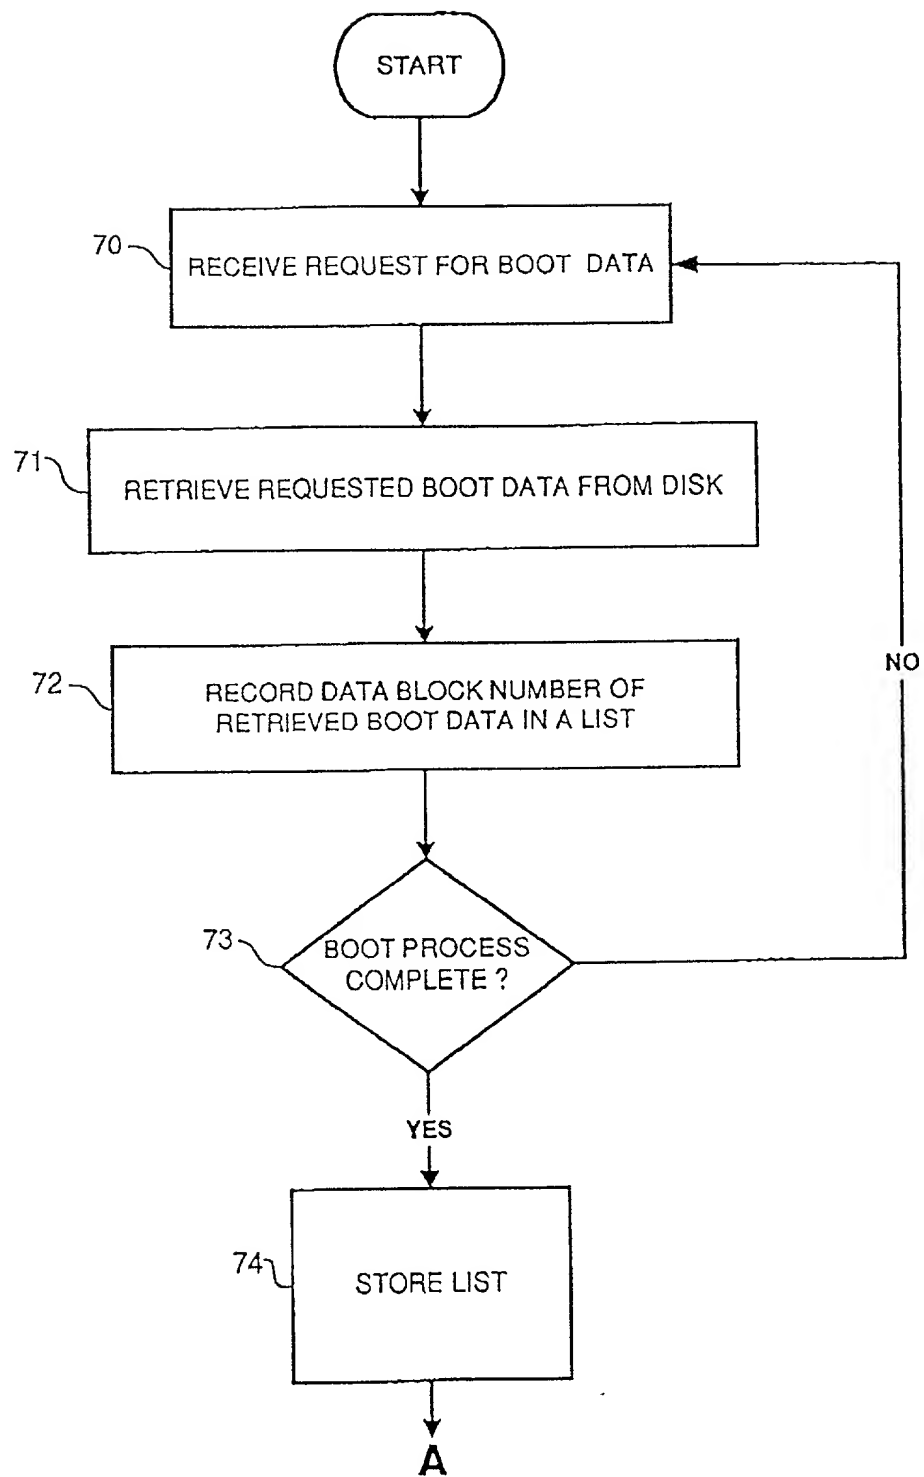 START
70
RECEIVE REQUEST FOR BOOT DATA
71
RETRIEVE REQUESTED BOOT DATA FROM DISK
72
RECORD DATA BLOCK NUMBER OF
RETRIEVED BOOT DATA IN A LIST
NO
73
BOOT PROCESS
COMPLETE ?
YES
74
STORE LIST
A